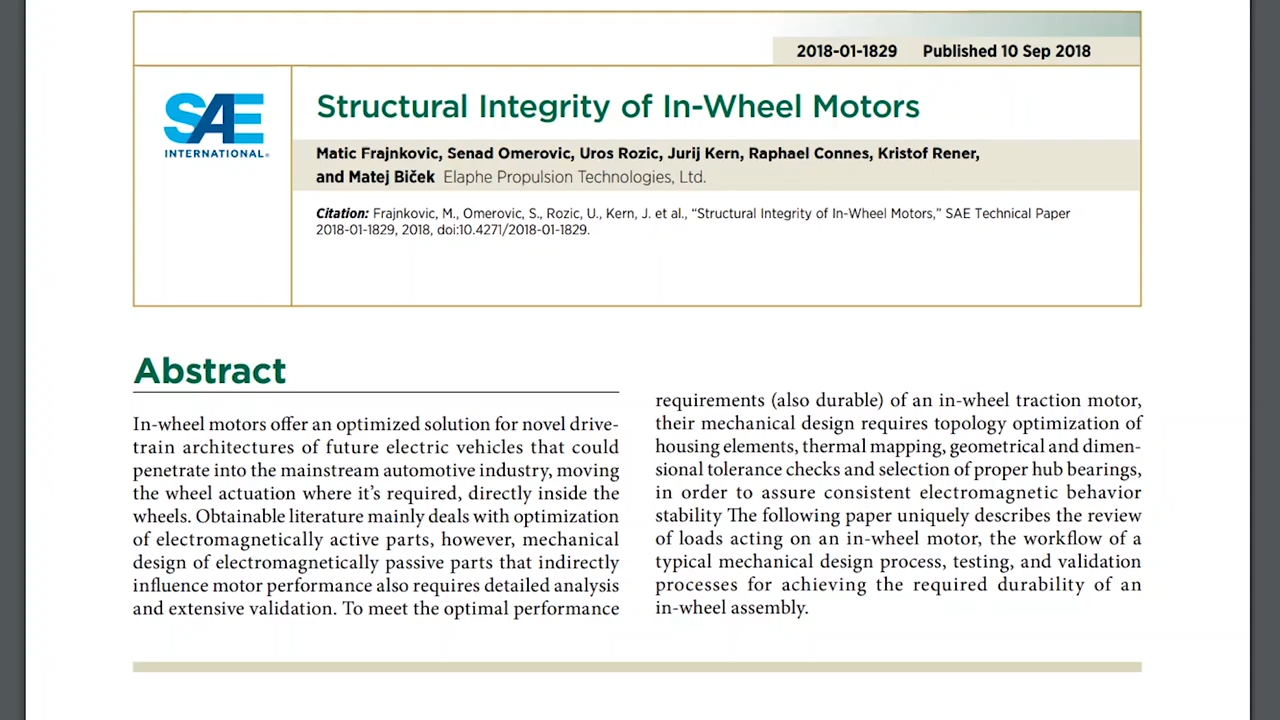 2018-01-1829 Published 10 Sep 2018
SAE
INTERNATIONAL®
Structural Integrity of In-Wheel Motors
Matic Frajnkovic, Senad Omerovic, Uros Rozic, Jurij Kern, Raphael Connes, Kristof Rener,
and Matej Biček Elaphe Propulsion Technologies, Ltd.
Citation: Frajnkovic, M., Omerovic, S., Rozic, U., Kern, J. et al., “Structural Integrity of In-Wheel Motors,” SAE Technical Paper
2018-01-1829, 2018, doi:10.4271/2018-01-1829.
Abstract
In-wheel motors offer an optimized solution for novel drive-
train architectures of future electric vehicles that could
penetrate into the mainstream automotive industry, moving
the wheel actuation where it’s required, directly inside the
wheels. Obtainable literature mainly deals with optimization
of electromagnetically active parts, however, mechanical
design of electromagnetically passive parts that indirectly
influence motor performance also requires detailed analysis
and extensive validation. To meet the optimal performance
requirements (also durable) of an in-wheel traction motor,
their mechanical design requires topology optimization of
housing elements, thermal mapping, geometrical and dimen-
sional tolerance checks and selection of proper hub bearings,
in order to assure consistent electromagnetic behavior
stability The following paper uniquely describes the review
of loads acting on an in-wheel motor, the workflow of a
typical mechanical design process, testing, and validation
processes for achieving the required durability of an
in-wheel assembly.